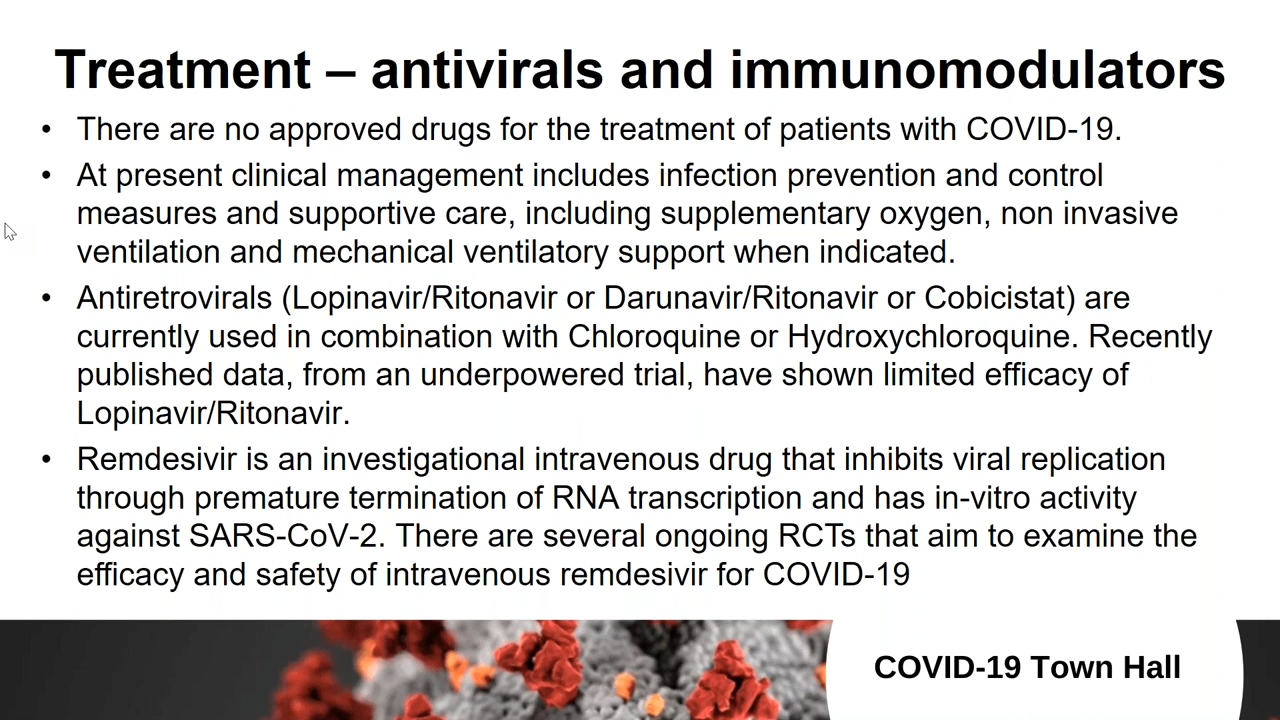 Treatment – antivirals and immunomodulators
• There are no approved drugs for the treatment of patients with COVID-19.
• At present clinical management includes infection prevention and control
measures and supportive care, including supplementary oxygen, non invasive
ventilation and mechanical ventilatory support when indicated.
• Antiretrovirals (Lopinavir/Ritonavir or Darunavir/Ritonavir or Cobicistat) are
currently used in combination with Chloroquine or Hydroxychloroquine. Recently
published data, from an underpowered trial, have shown limited efficacy of
Lopinavir/Ritonavir.
• Remdesivir is an investigational intravenous drug that inhibits viral replication
through premature termination of RNA transcription and has in-vitro activity
against SARS-CoV-2. There are several ongoing RCTs that aim to examine the
efficacy and safety of intravenous remdesivir for COVID-19
COVID-19 Town Hall